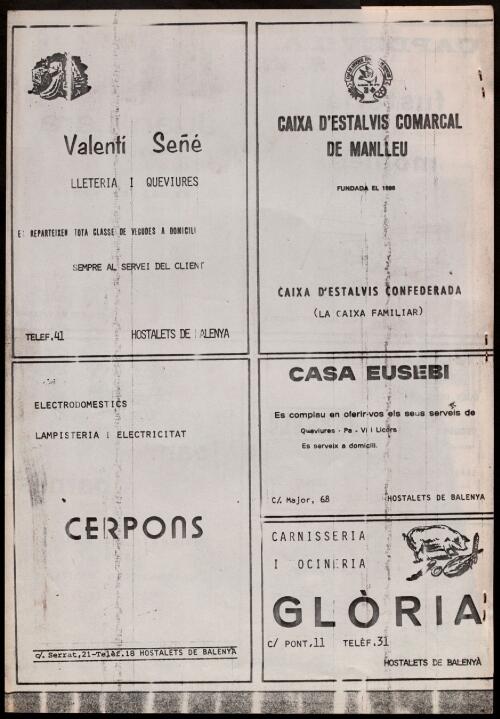 Valentí Señé
LLETERIA I QUEVIURES
ES REPARTEIXEN TOTA CLASSE DE VEGUDES A DOMICILI
SEMPRE AL SERVEI DEL CLIENT
TELEF.41 HOSTALETS DE BALENYA
CAIXA D'ESTALVIS COMARCAL
DE MANLLEU
FUNDADA EL 1896
CAIXA D'ESTALVIS CONFEDERADA
(LA CAIXA FAMILIAR)
ELECTRODOMESTICS
LAMPISTERIA I ELECTRICITAT
CERPONS
c/. Serrat,21-Telèf.18 HOSTALETS DE BALENYÀ
CASA EUSEBI
Es complau en oferir-vos els seus serveis de
Queviures - Pa - Vi i Licors
Es serveix a domicili.
C/. Major, 68 HOSTALETS DE BALENYA
CARNISSERIA
I OCINERIA
GLÒRIA
C/ PONT,11 TELÈF.31
HOSTALETS DE BALENYÀ